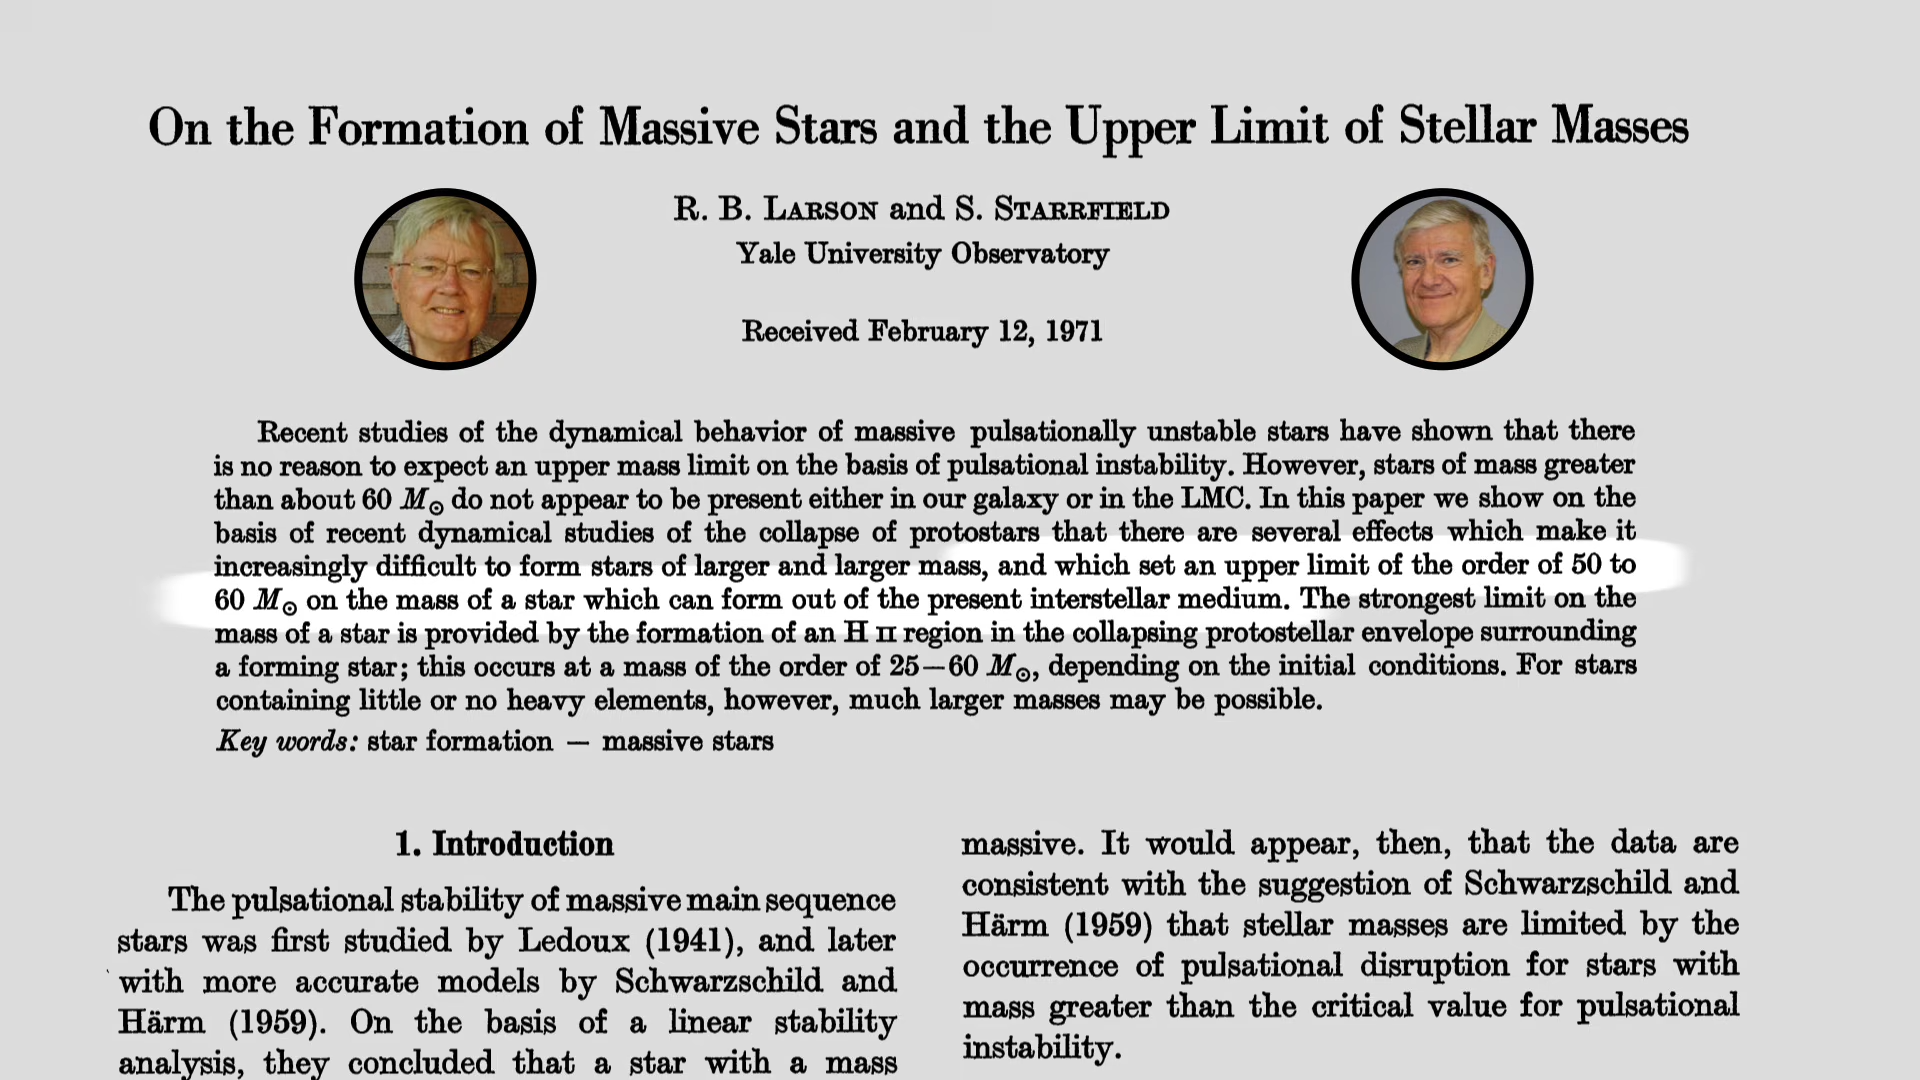 On the Formation of Massive Stars and the Upper Limit of Stellar Masses
R. B. Larson and S. Starrfield
Yale University Observatory
Received February 12, 1971
Recent studies of the dynamical behavior of massive pulsationally unstable stars have shown that there
is no reason to expect an upper mass limit on the basis of pulsational instability. However, stars of mass greater
than about 60 M☉ do not appear to be present either in our galaxy or in the LMC. In this paper we show on the
basis of recent dynamical studies of the collapse of protostars that there are several effects which make it
increasingly difficult to form stars of larger and larger mass, and which set an upper limit of the order of 50 to
60 M☉ on the mass of a star which can form out of the present interstellar medium. The strongest limit on the
mass of a star is provided by the formation of an H II region in the collapsing protostellar envelope surrounding
a forming star; this occurs at a mass of the order of 25–60 M☉, depending on the initial conditions. For stars
containing little or no heavy elements, however, much larger masses may be possible.
Key words: star formation — massive stars
1. Introduction
The pulsational stability of massive main sequence
stars was first studied by Ledoux (1941), and later
with more accurate models by Schwarzschild and
Härm (1959). On the basis of a linear stability
analysis, they concluded that a star with a mass
massive. It would appear, then, that the data are
consistent with the suggestion of Schwarzschild and
Härm (1959) that stellar masses are limited by the
occurrence of pulsational disruption for stars with
mass greater than the critical value for pulsational
instability.